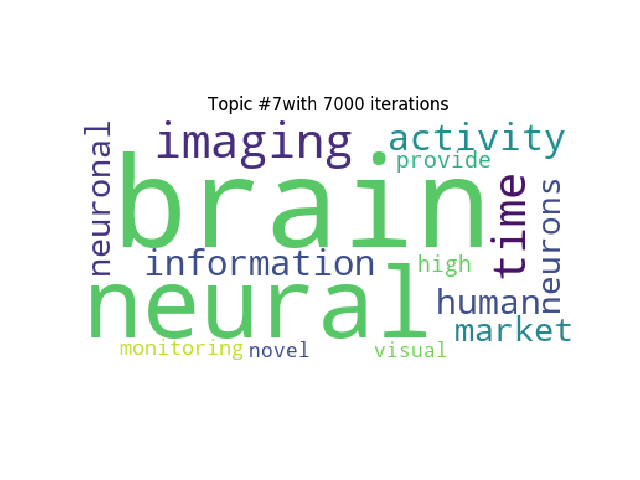 Topic #7with 7000 iterations
neuronal
imaging
activity
provide
brain
time
neurons
information
high
neural
human
market
monitoring
novel
visual